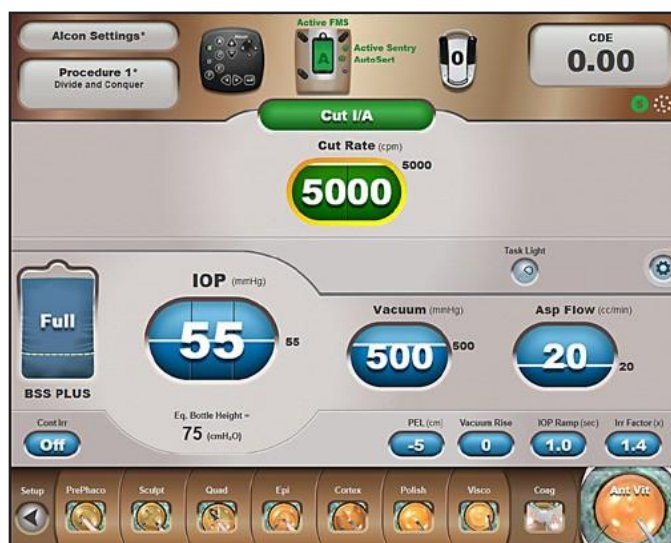 Alcon Settings*
Procedure 1*
Divide and Conquer
Active FMS
A
Active Sentry
AutoSert
0
CDE
0.00
S
L
Cut I/A
Cut Rate (cpm)
5000
5000
Task Light
Full
BSS PLUS
IOP (mmHg)
55
55
Eq. Bottle Height =
75 (cmH₂O)
Vacuum (mmHg)
500
500
Asp Flow (cc/min)
20
20
Cont Irr
Off
PEL (cm)
-5
Vacuum Rise
0
IOP Ramp (sec)
1.0
Irr Factor (x)
1.4
Setup
PrePhaco
Sculpt
Quad
Epi
Cortex
Polish
Visco
Coag
Ant Vit